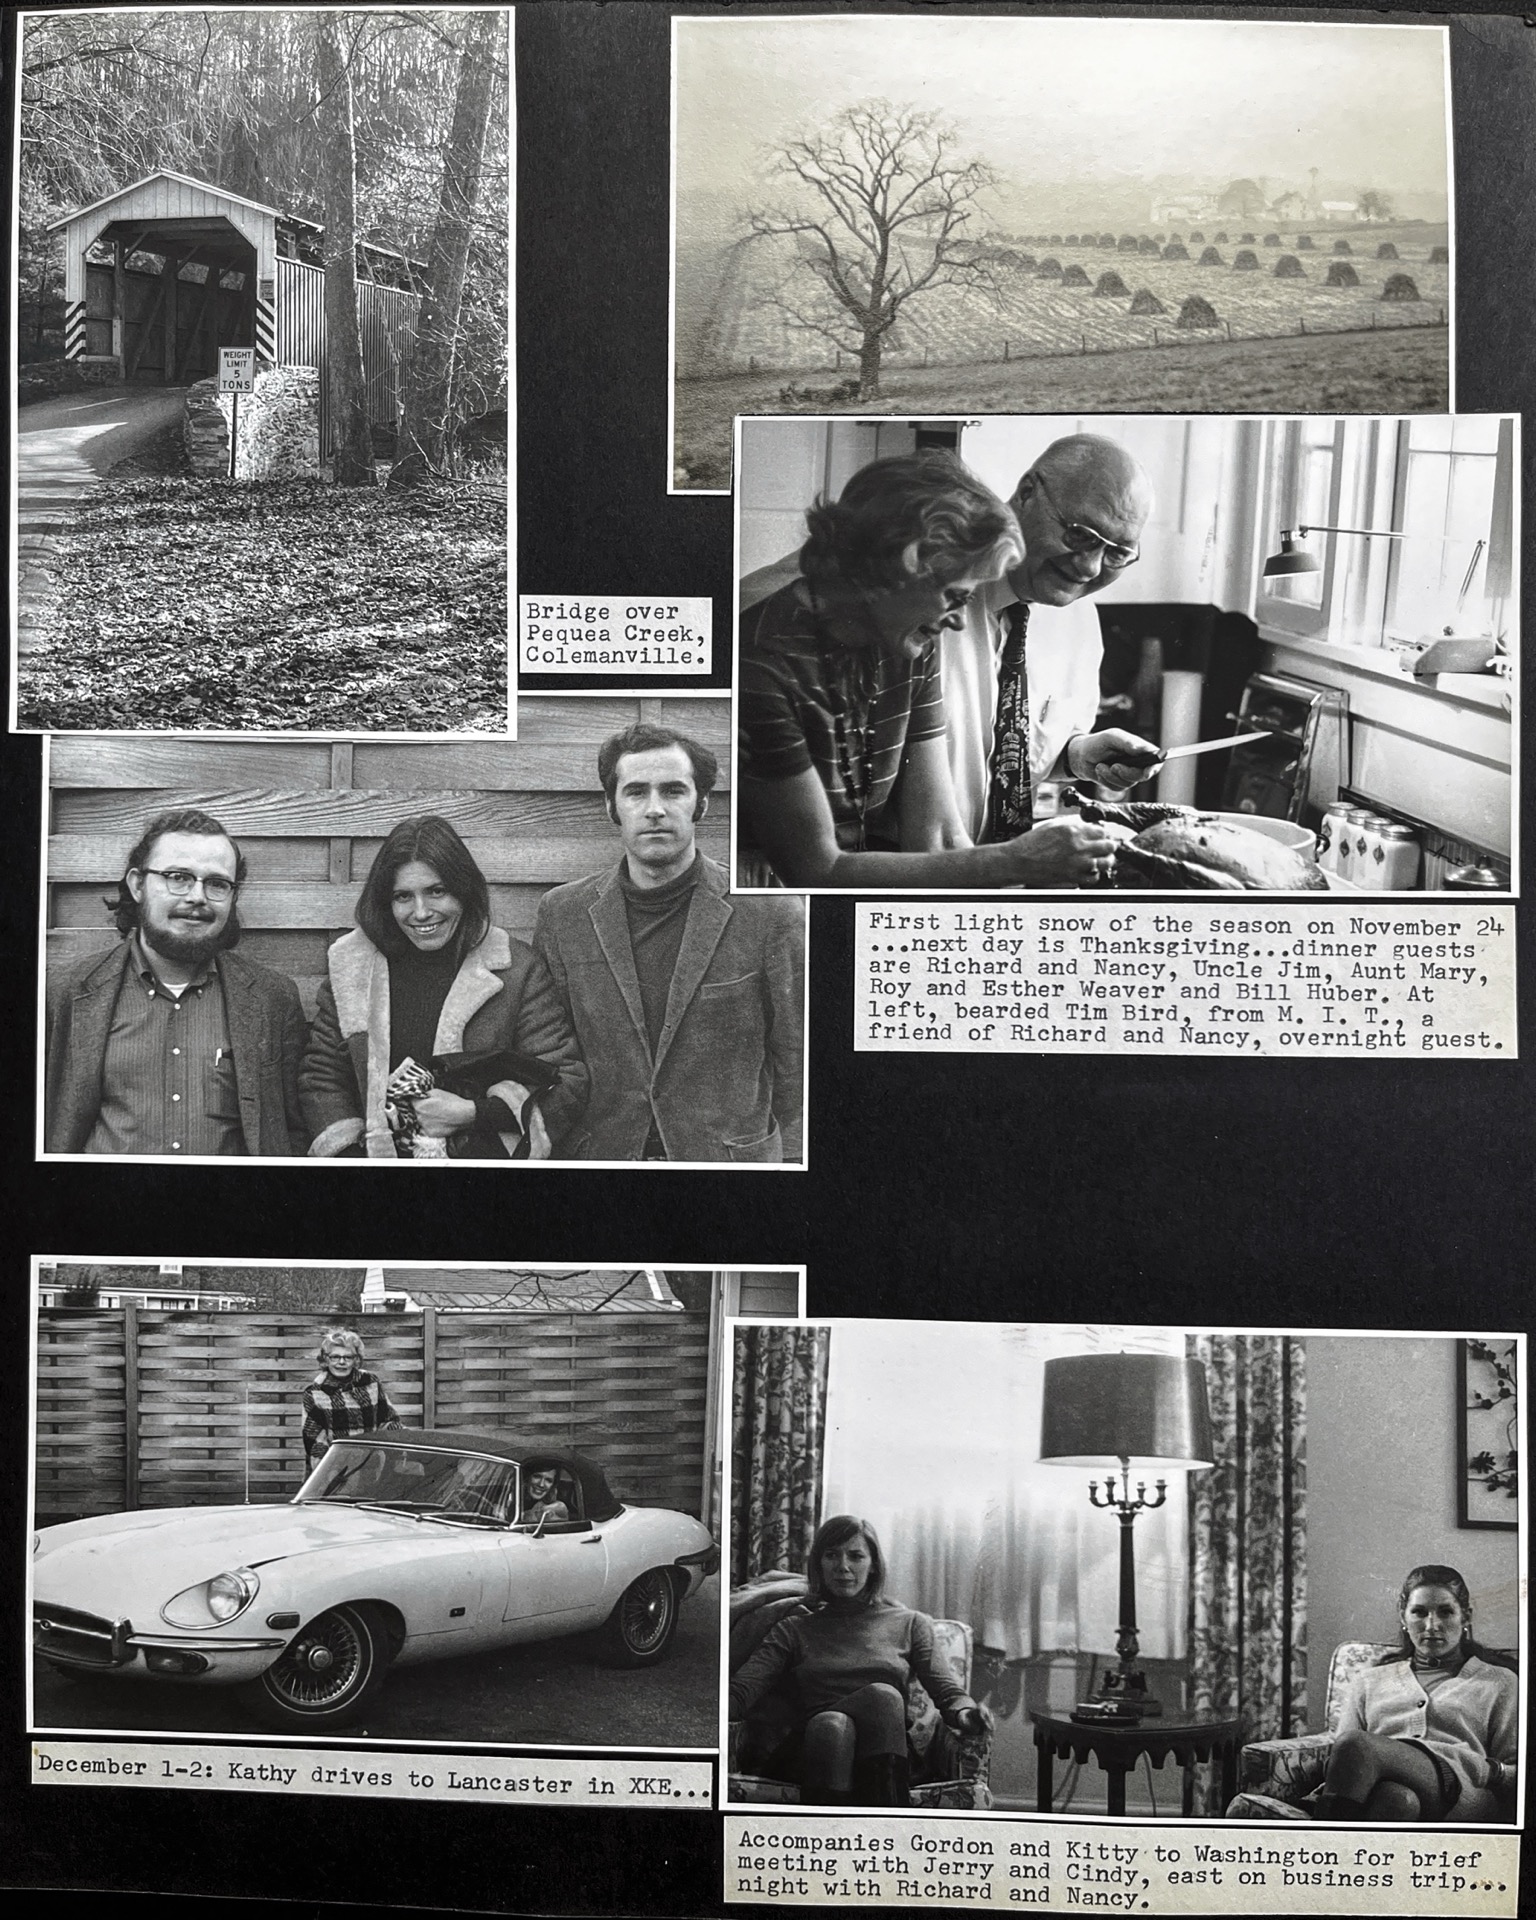 WEIGHT
LIMIT
5
TONS
Bridge over
Pequea Creek,
Colemanville.
First light snow of the season on November 24
...next day is Thanksgiving...dinner guests
are Richard and Nancy, Uncle Jim, Aunt Mary,
Roy and Esther Weaver and Bill Huber. At
left, bearded Tim Bird, from M. I. T., a
friend of Richard and Nancy, overnight guest.
December 1-2: Kathy drives to Lancaster in XKE...
Accompanies Gordon and Kitty to Washington for brief
meeting with Jerry and Cindy, east on business trip...
night with Richard and Nancy.